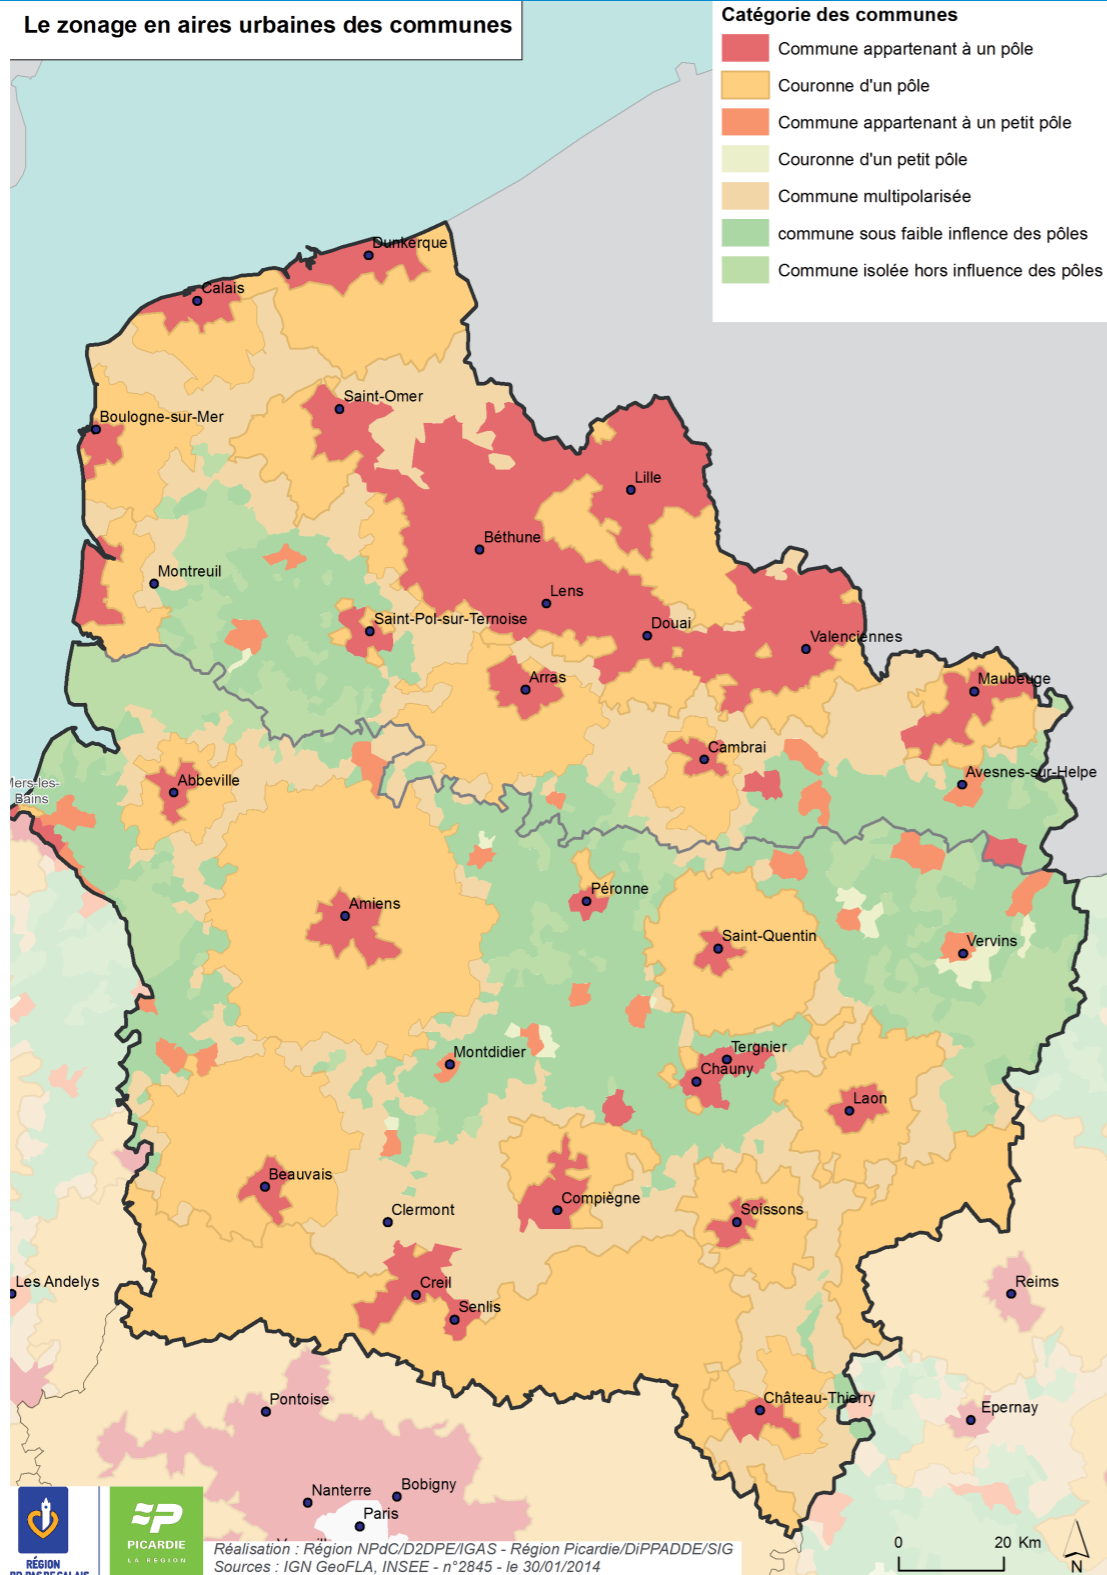 Le zonage en aires urbaines des communes
Catégorie des communes
Commune appartenant à un pôle
Couronne d'un pôle
Commune appartenant à un petit pôle
Couronne d'un petit pôle
Commune multipolarisée
commune sous faible inflence des pôles
Commune isolée hors influence des pôles
Dunkerque
Calais
Saint-Omer
Boulogne-sur-Mer
Lille
Béthune
Montreuil
Lens
Saint-Pol-sur-Ternoise
Douai
Valenciennes
Arras
Maubeuge
Cambrai
Avesnes-sur-Helpe
Abbeville
Mers-les-
Bains
Péronne
Amiens
Saint-Quentin
Vervins
Tergnier
Montdidier
Chauny
Laon
Beauvais
Compiègne
Clermont
Soissons
Les Andelys
Creil
Reims
Senlis
Pontoise
Château-Thierry
Epernay
Nanterre
Bobigny
Paris
RÉGION
PICARDIE
LA RÉGION
Réalisation : Région NPdC/D2DPE/IGAS - Région Picardie/DiPPADDE/SIG
Sources : IGN GeoFLA, INSEE - n°2845 - le 30/01/2014
0 20 Km
N